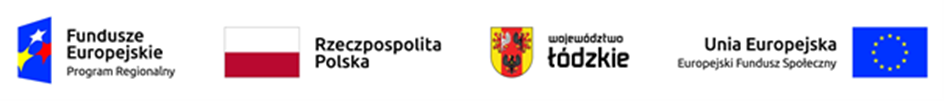 Fundusze
Europejskie
Program Regionalny
Rzeczpospolita
Polska
województwo
łódzkie
Unia Europejska
Europejski Fundusz Społeczny